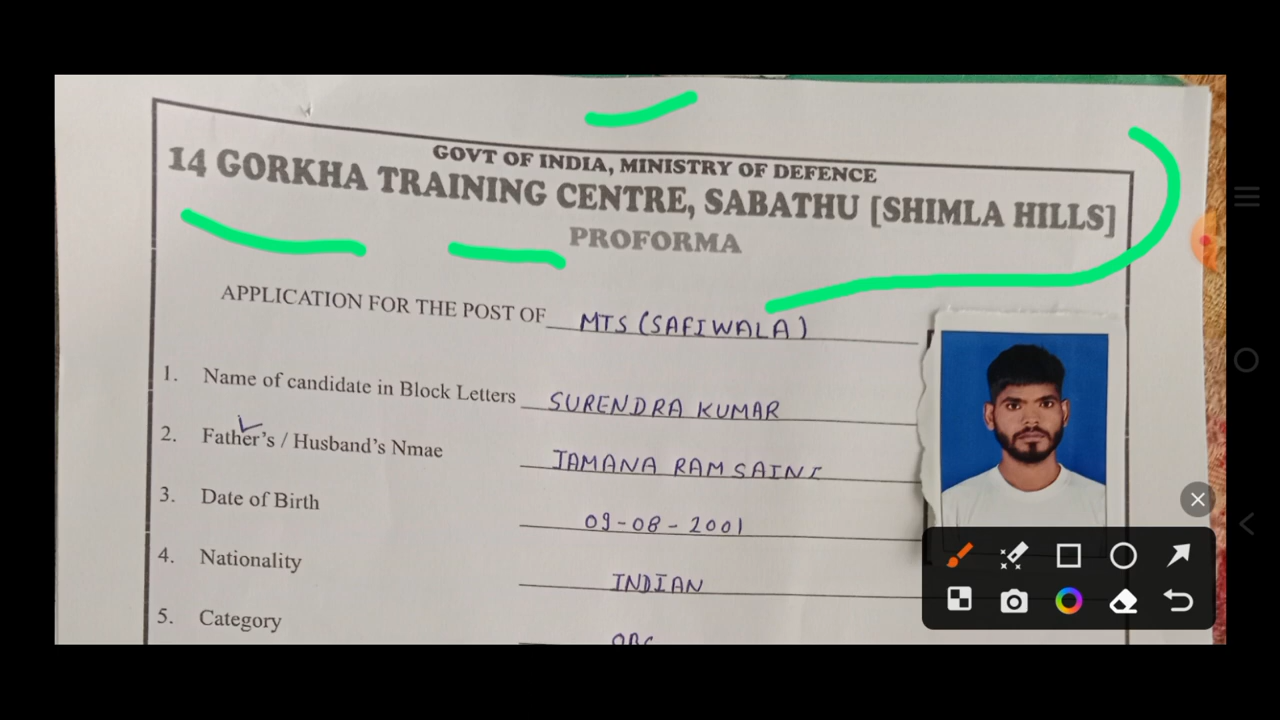 GOVT OF INDIA, MINISTRY OF DEFENCE
14 GORKHA TRAINING CENTRE, SABATHU [SHIMLA HILLS]
PROFORMA
APPLICATION FOR THE POST OF MTS (SAFIWALA)
1. Name of candidate in Block Letters SURENDRA KUMAR
2. Father's / Husband's Nmae JAMANA RAM SAINI
3. Date of Birth 09-08-2001
4. Nationality INDIAN
5. Category OBC